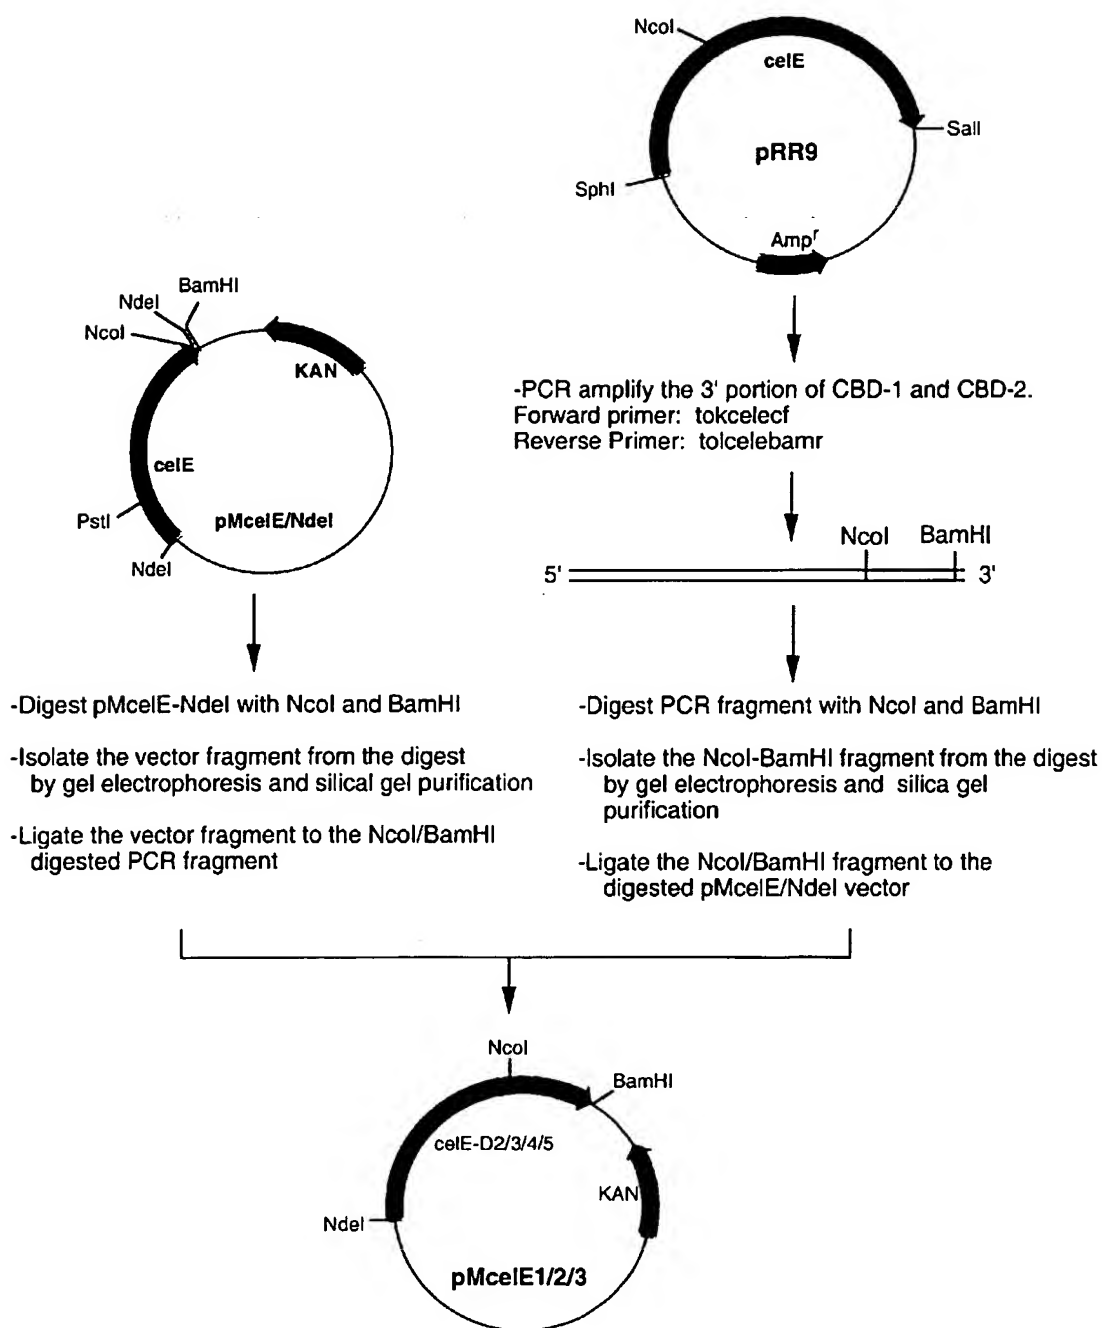 NcoI
celE
SalI
pRR9
SphI
Amp^r
BamHI
NdeI
NcoI
KAN
celE
PstI
pMcelE/NdeI
NdeI
-PCR amplify the 3' portion of CBD-1 and CBD-2.
Forward primer: tokcelecf
Reverse Primer: tolcelebamr
NcoI BamHI
5' 3'
-Digest pMcelE-NdeI with NcoI and BamHI
-Isolate the vector fragment from the digest
by gel electrophoresis and silical gel purification
-Ligate the vector fragment to the NcoI/BamHI
digested PCR fragment
-Digest PCR fragment with NcoI and BamHI
-Isolate the NcoI-BamHI fragment from the digest
by gel electrophoresis and silica gel
purification
-Ligate the NcoI/BamHI fragment to the
digested pMcelE/NdeI vector
NcoI
BamHI
celE-D2/3/4/5
KAN
NdeI
pMcelE1/2/3